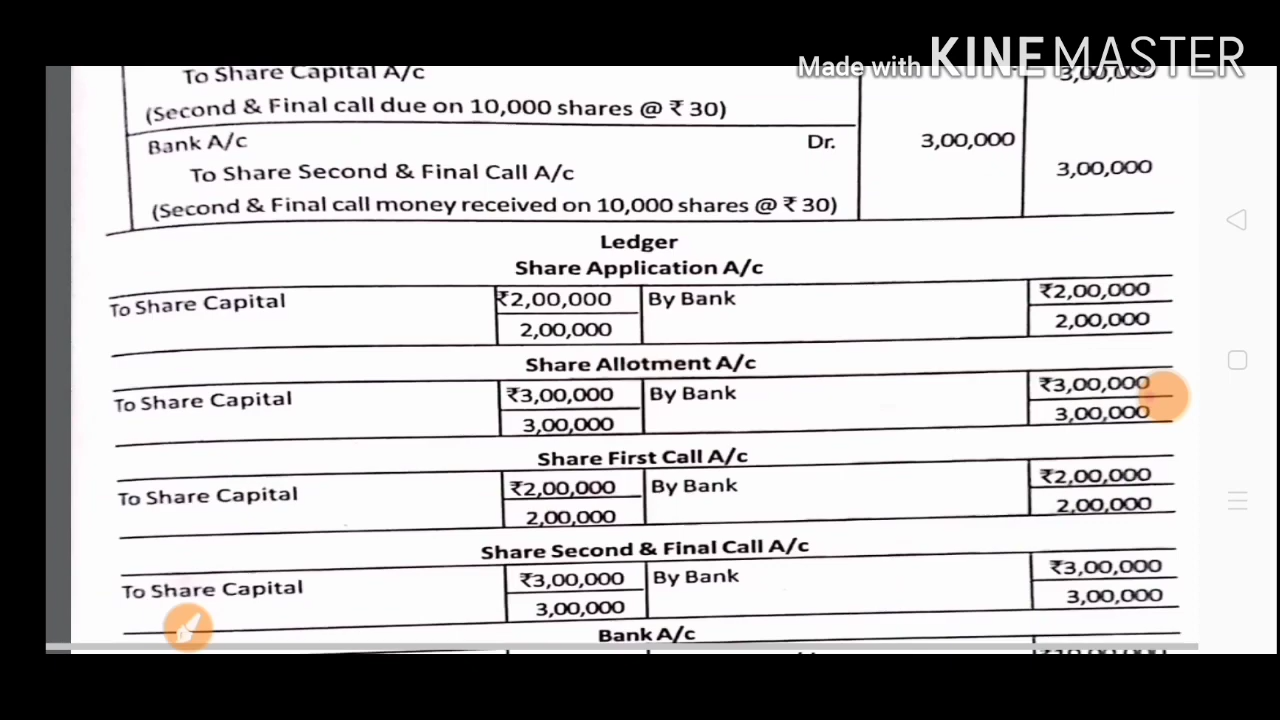 Made with KINEMASTER
To Share Capital A/c 3,00,000
(Second & Final call due on 10,000 shares @ ₹ 30)
Bank A/c Dr. 3,00,000
To Share Second & Final Call A/c 3,00,000
(Second & Final call money received on 10,000 shares @ ₹ 30)
Ledger
Share Application A/c
To Share Capital ₹2,00,000 By Bank ₹2,00,000
2,00,000 2,00,000
Share Allotment A/c
To Share Capital ₹3,00,000 By Bank ₹3,00,000
3,00,000 3,00,000
Share First Call A/c
To Share Capital ₹2,00,000 By Bank ₹2,00,000
2,00,000 2,00,000
Share Second & Final Call A/c
To Share Capital ₹3,00,000 By Bank ₹3,00,000
3,00,000 3,00,000
Bank A/c